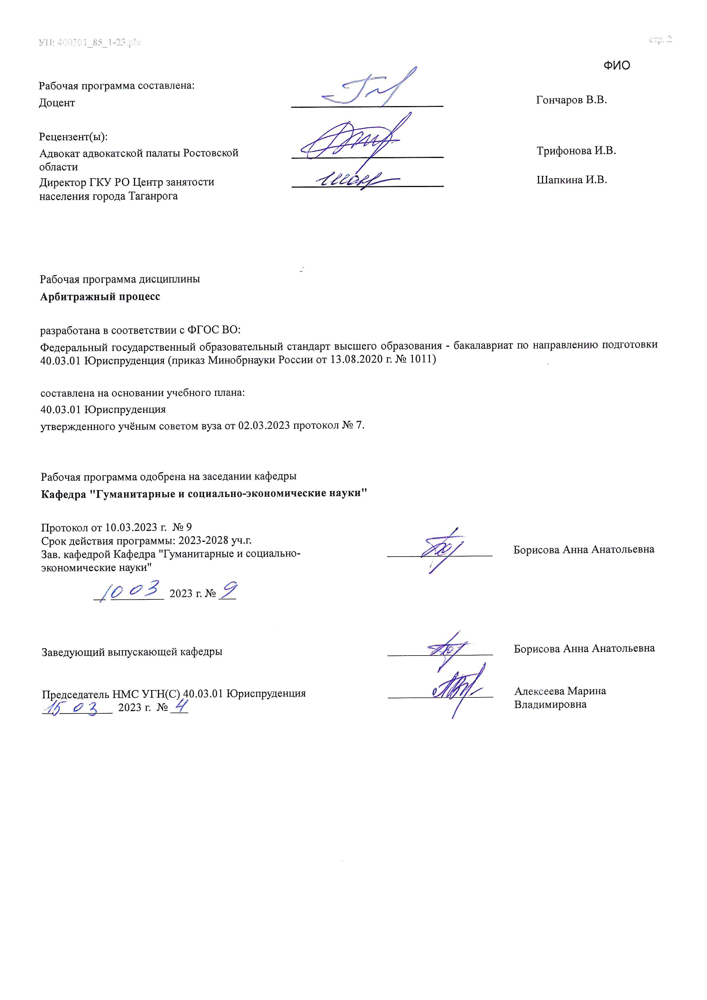 УП: 400301_85_1-23.plx
стр. 2
ФИО
Рабочая программа составлена:
Доцент
Гончаров В.В.
Рецензент(ы):
Адвокат адвокатской палаты Ростовской
области
Трифонова И.В.
Директор ГКУ РО Центр занятости
населения города Таганрога
Шапкина И.В.
Рабочая программа дисциплины
Арбитражный процесс
разработана в соответствии с ФГОС ВО:
Федеральный государственный образовательный стандарт высшего образования - бакалавриат по направлению подготовки
40.03.01 Юриспруденция (приказ Минобрнауки России от 13.08.2020 г. № 1011)
составлена на основании учебного плана:
40.03.01 Юриспруденция
утвержденного учёным советом вуза от 02.03.2023 протокол № 7.
Рабочая программа одобрена на заседании кафедры
Кафедра "Гуманитарные и социально-экономические науки"
Протокол от 10.03.2023 г. № 9
Срок действия программы: 2023-2028 уч.г.
Зав. кафедрой Кафедра "Гуманитарные и социально-
экономические науки"
Борисова Анна Анатольевна
10 03 2023 г. № 9
Заведующий выпускающей кафедры
Борисова Анна Анатольевна
Председатель НМС УГН(С) 40.03.01 Юриспруденция
Алексеева Марина
Владимировна
15 03 2023 г. № 4